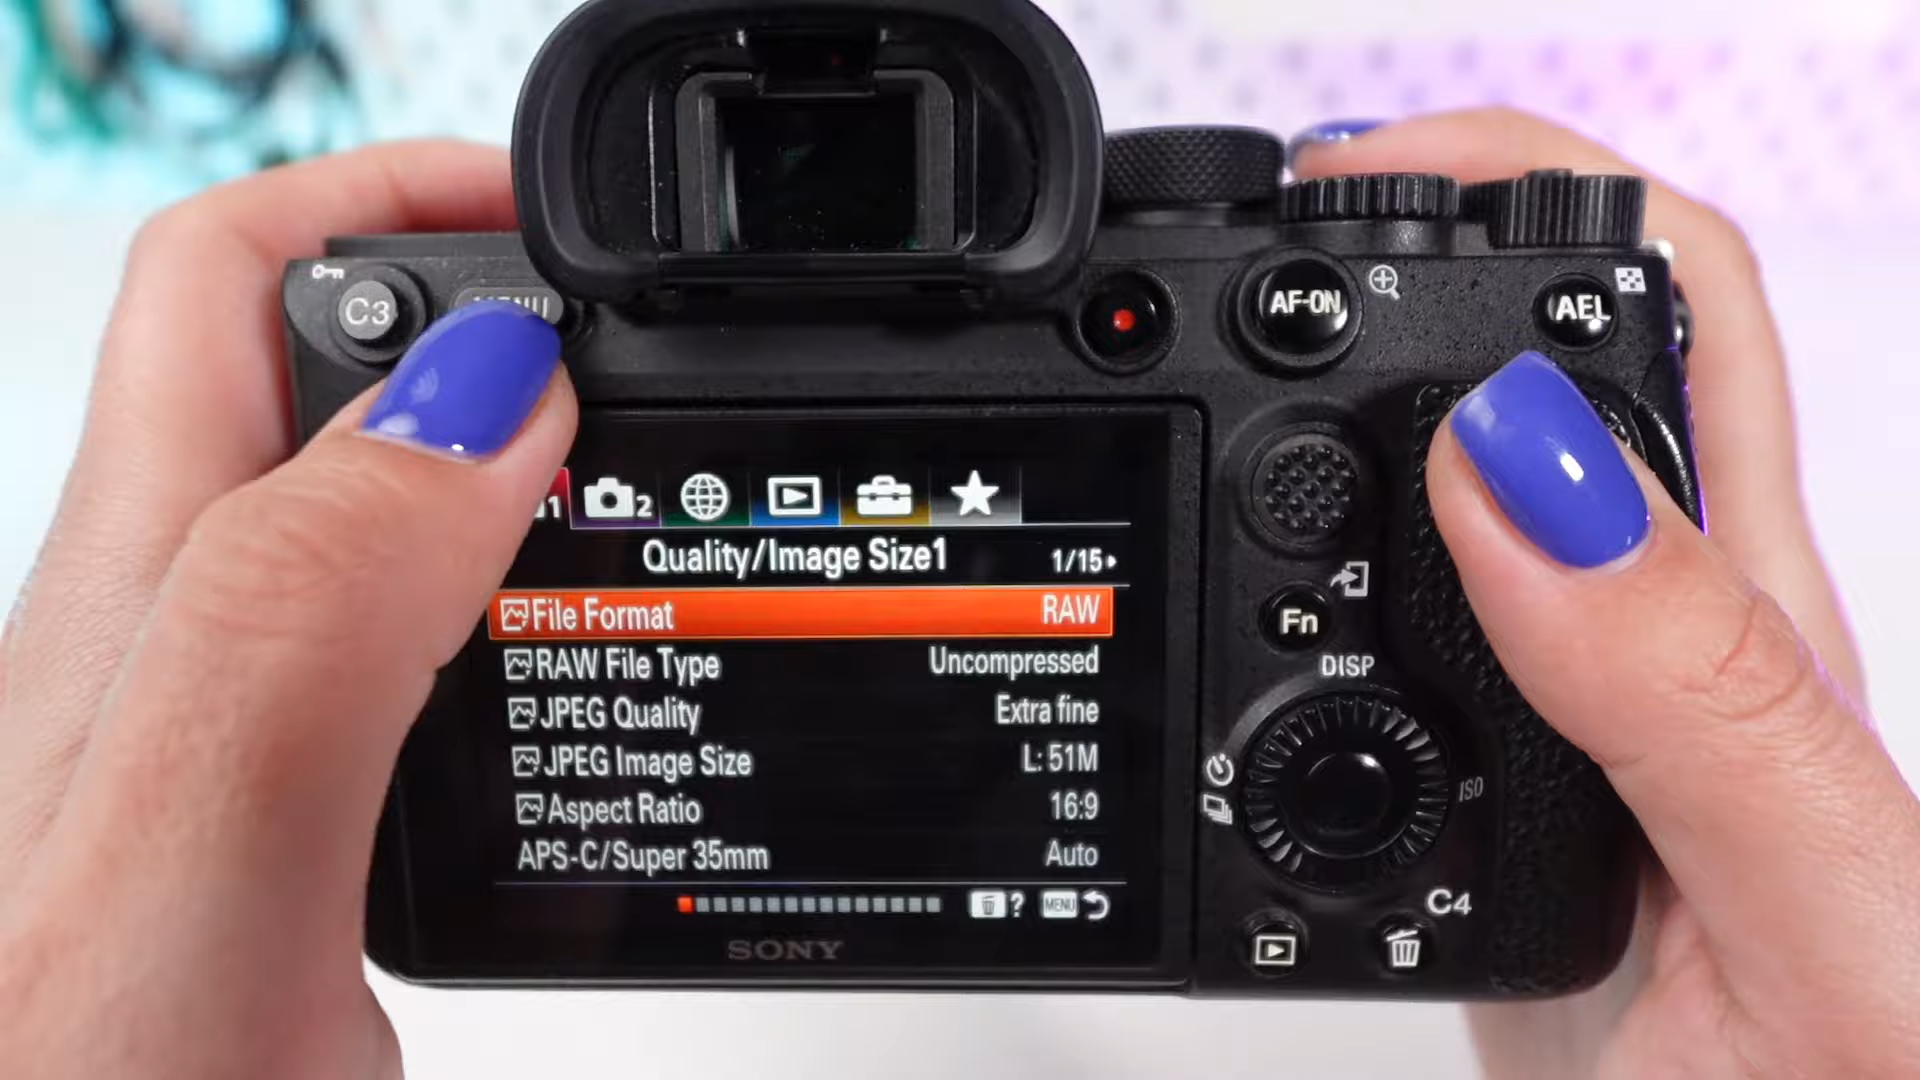 C3
MENU
AF-ON
AEL
1
2
Quality/Image Size1 1/15
File Format RAW
RAW File Type Uncompressed
JPEG Quality Extra fine
JPEG Image Size L: 51M
Aspect Ratio 16:9
APS-C/Super 35mm Auto
? MENU
SONY
Fn
DISP
ISO
C4